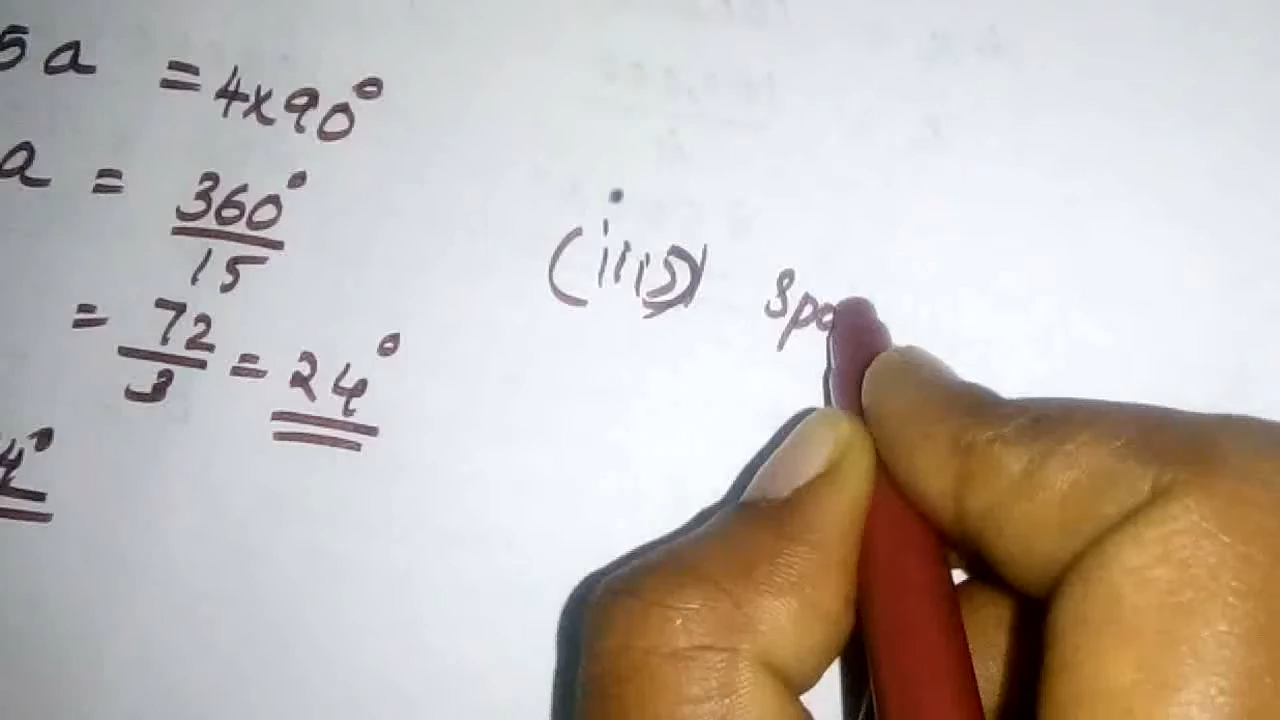 5a = 4x90°
a = 360°
15
= 72
3
= 24°
4°
(iii)